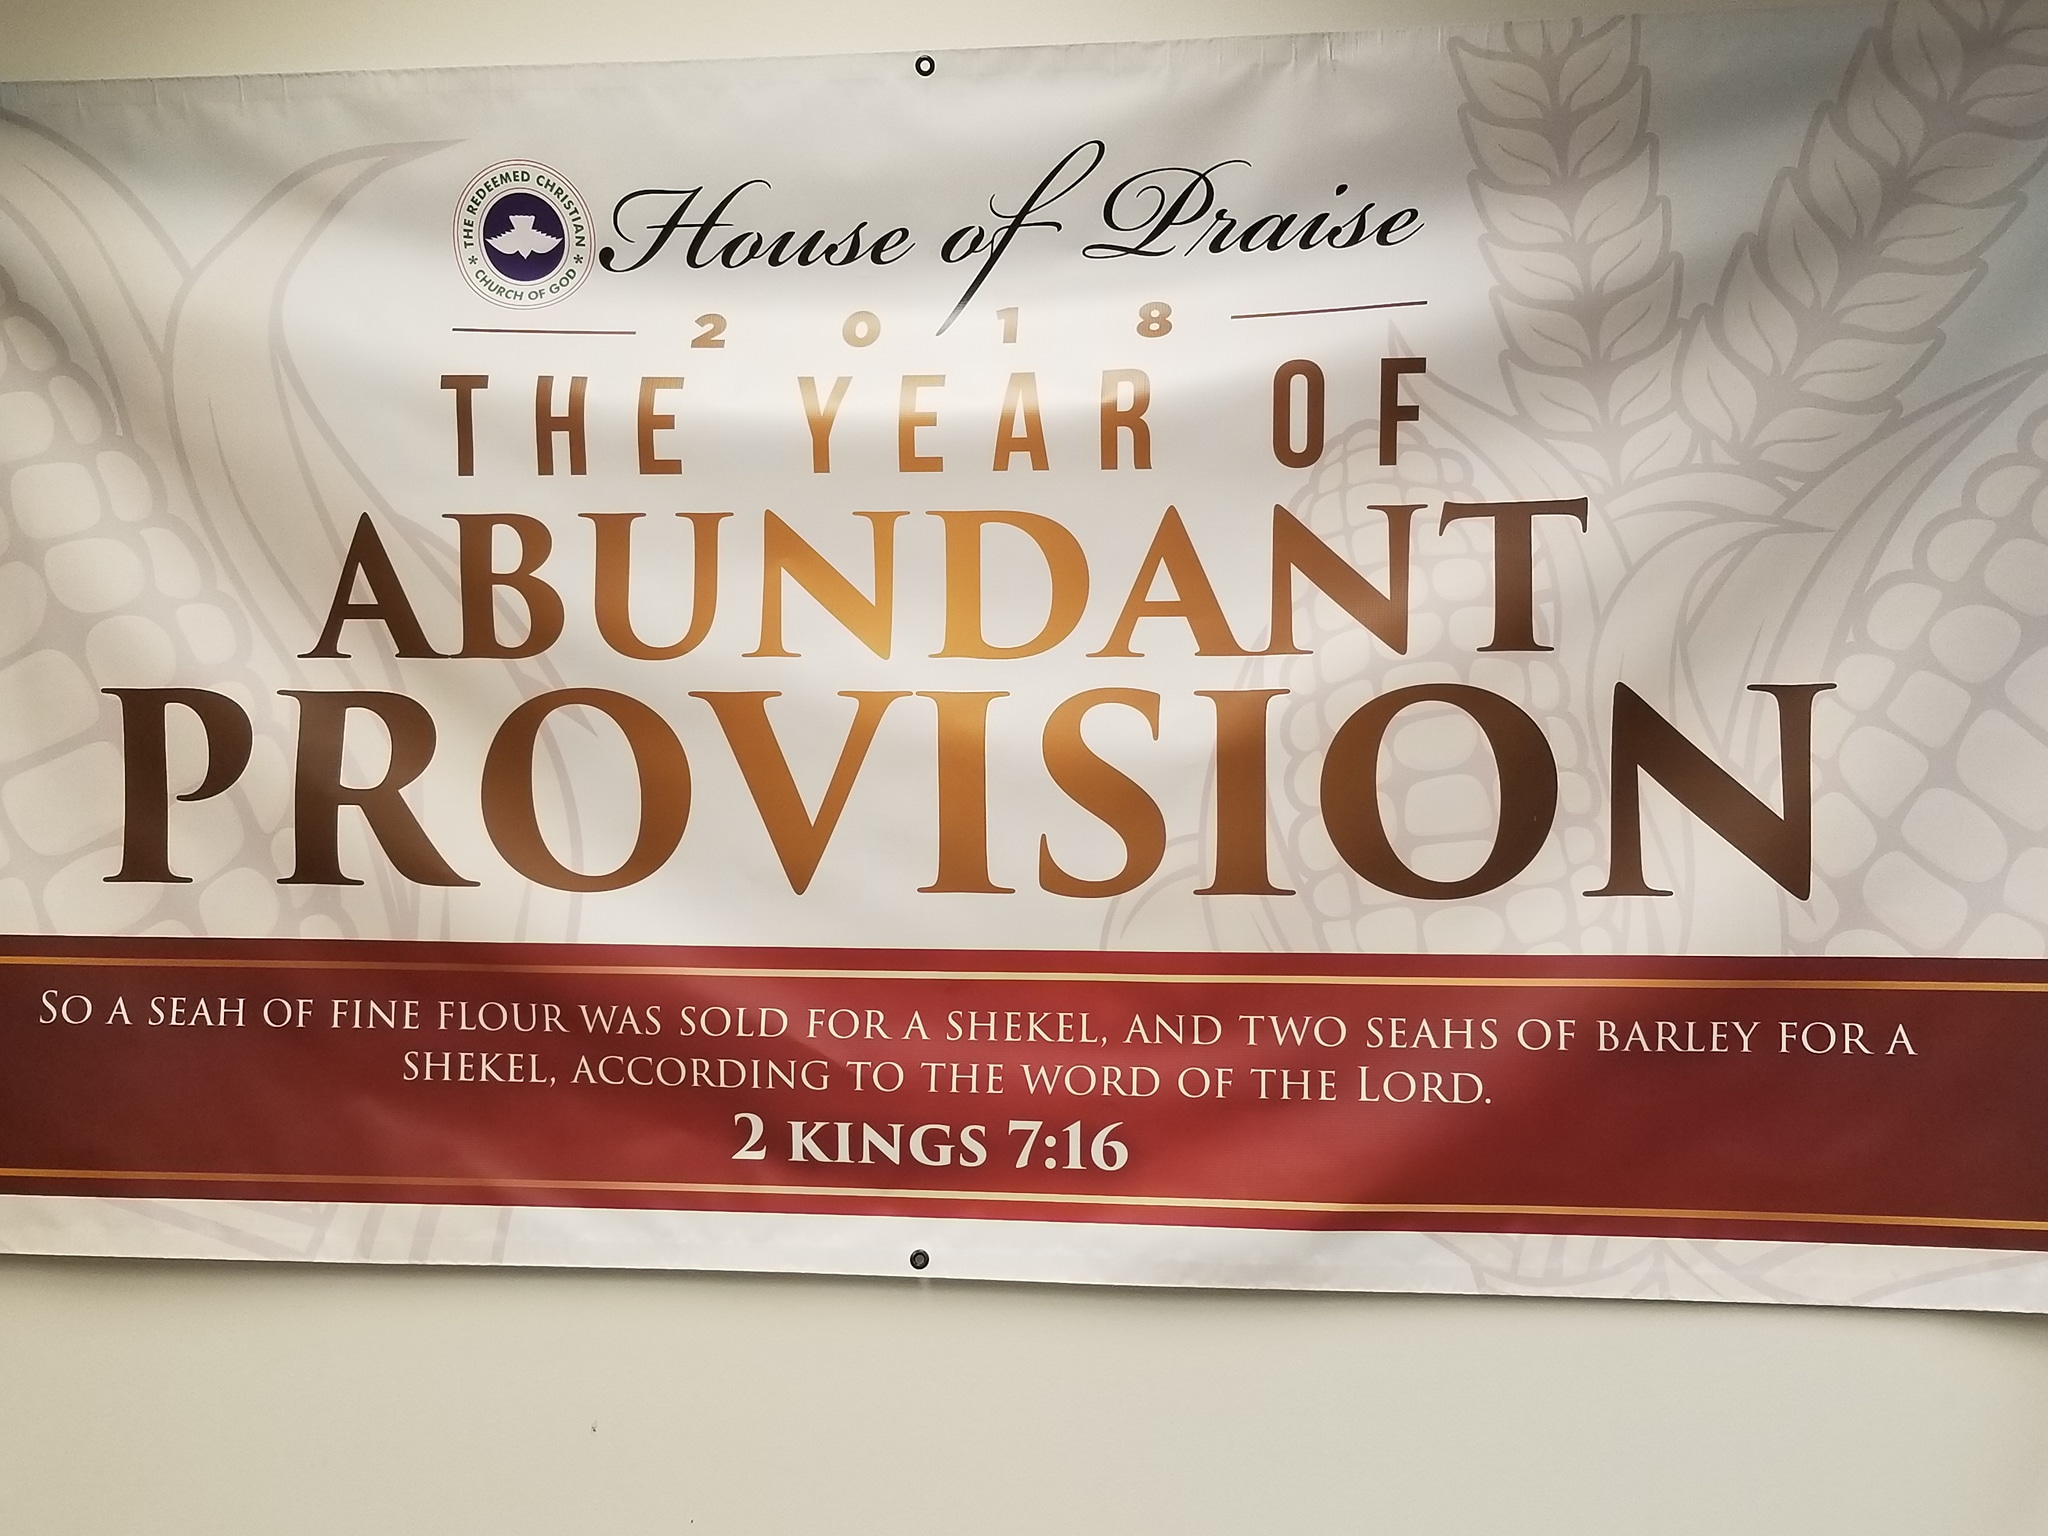 THE REDEEMED CHRISTIAN
* CHURCH OF GOD *
House of Praise
2018
THE YEAR OF
ABUNDANT
PROVISION
SO A SEAH OF FINE FLOUR WAS SOLD FOR A SHEKEL, AND TWO SEAHS OF BARLEY FOR A
SHEKEL, ACCORDING TO THE WORD OF THE LORD.
2 KINGS 7:16